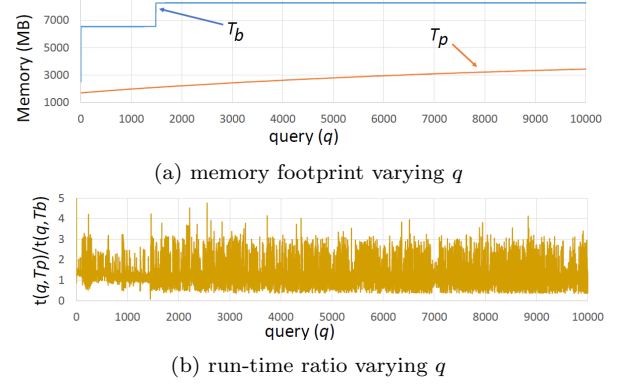 Memory (MB)
7000
5000
3000
1000
T_b
T_p
0 1000 2000 3000 4000 5000 6000 7000 8000 9000 10000
query (q)
(a) memory footprint varying q
t(q,Tp)/t(q,Tb)
5
4
3
2
1
0
0 1000 2000 3000 4000 5000 6000 7000 8000 9000 10000
query (q)
(b) run-time ratio varying q